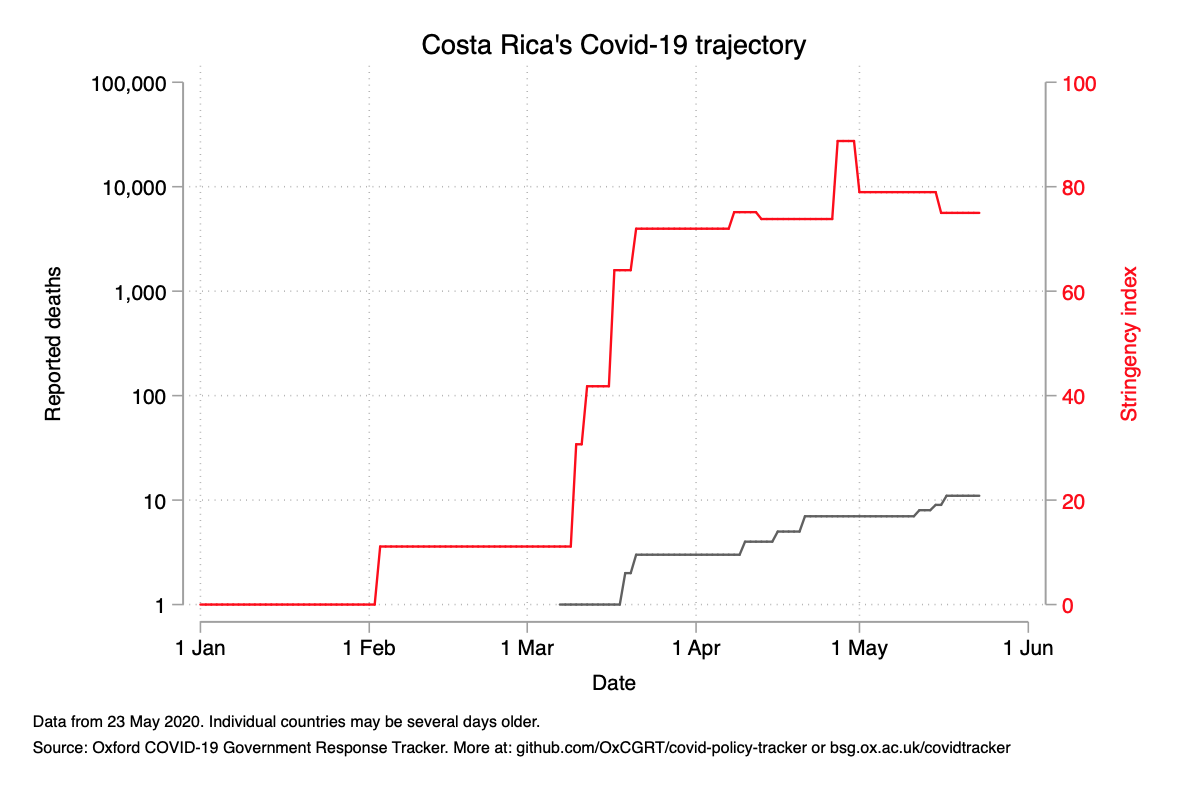 Costa Rica's Covid-19 trajectory
100,000
10,000
1,000
100
10
1
Reported deaths
100
80
60
40
20
0
Stringency index
1 Jan 1 Feb 1 Mar 1 Apr 1 May 1 Jun
Date
Data from 23 May 2020. Individual countries may be several days older.
Source: Oxford COVID-19 Government Response Tracker. More at: github.com/OxCGRT/covid-policy-tracker or bsg.ox.ac.uk/covidtracker